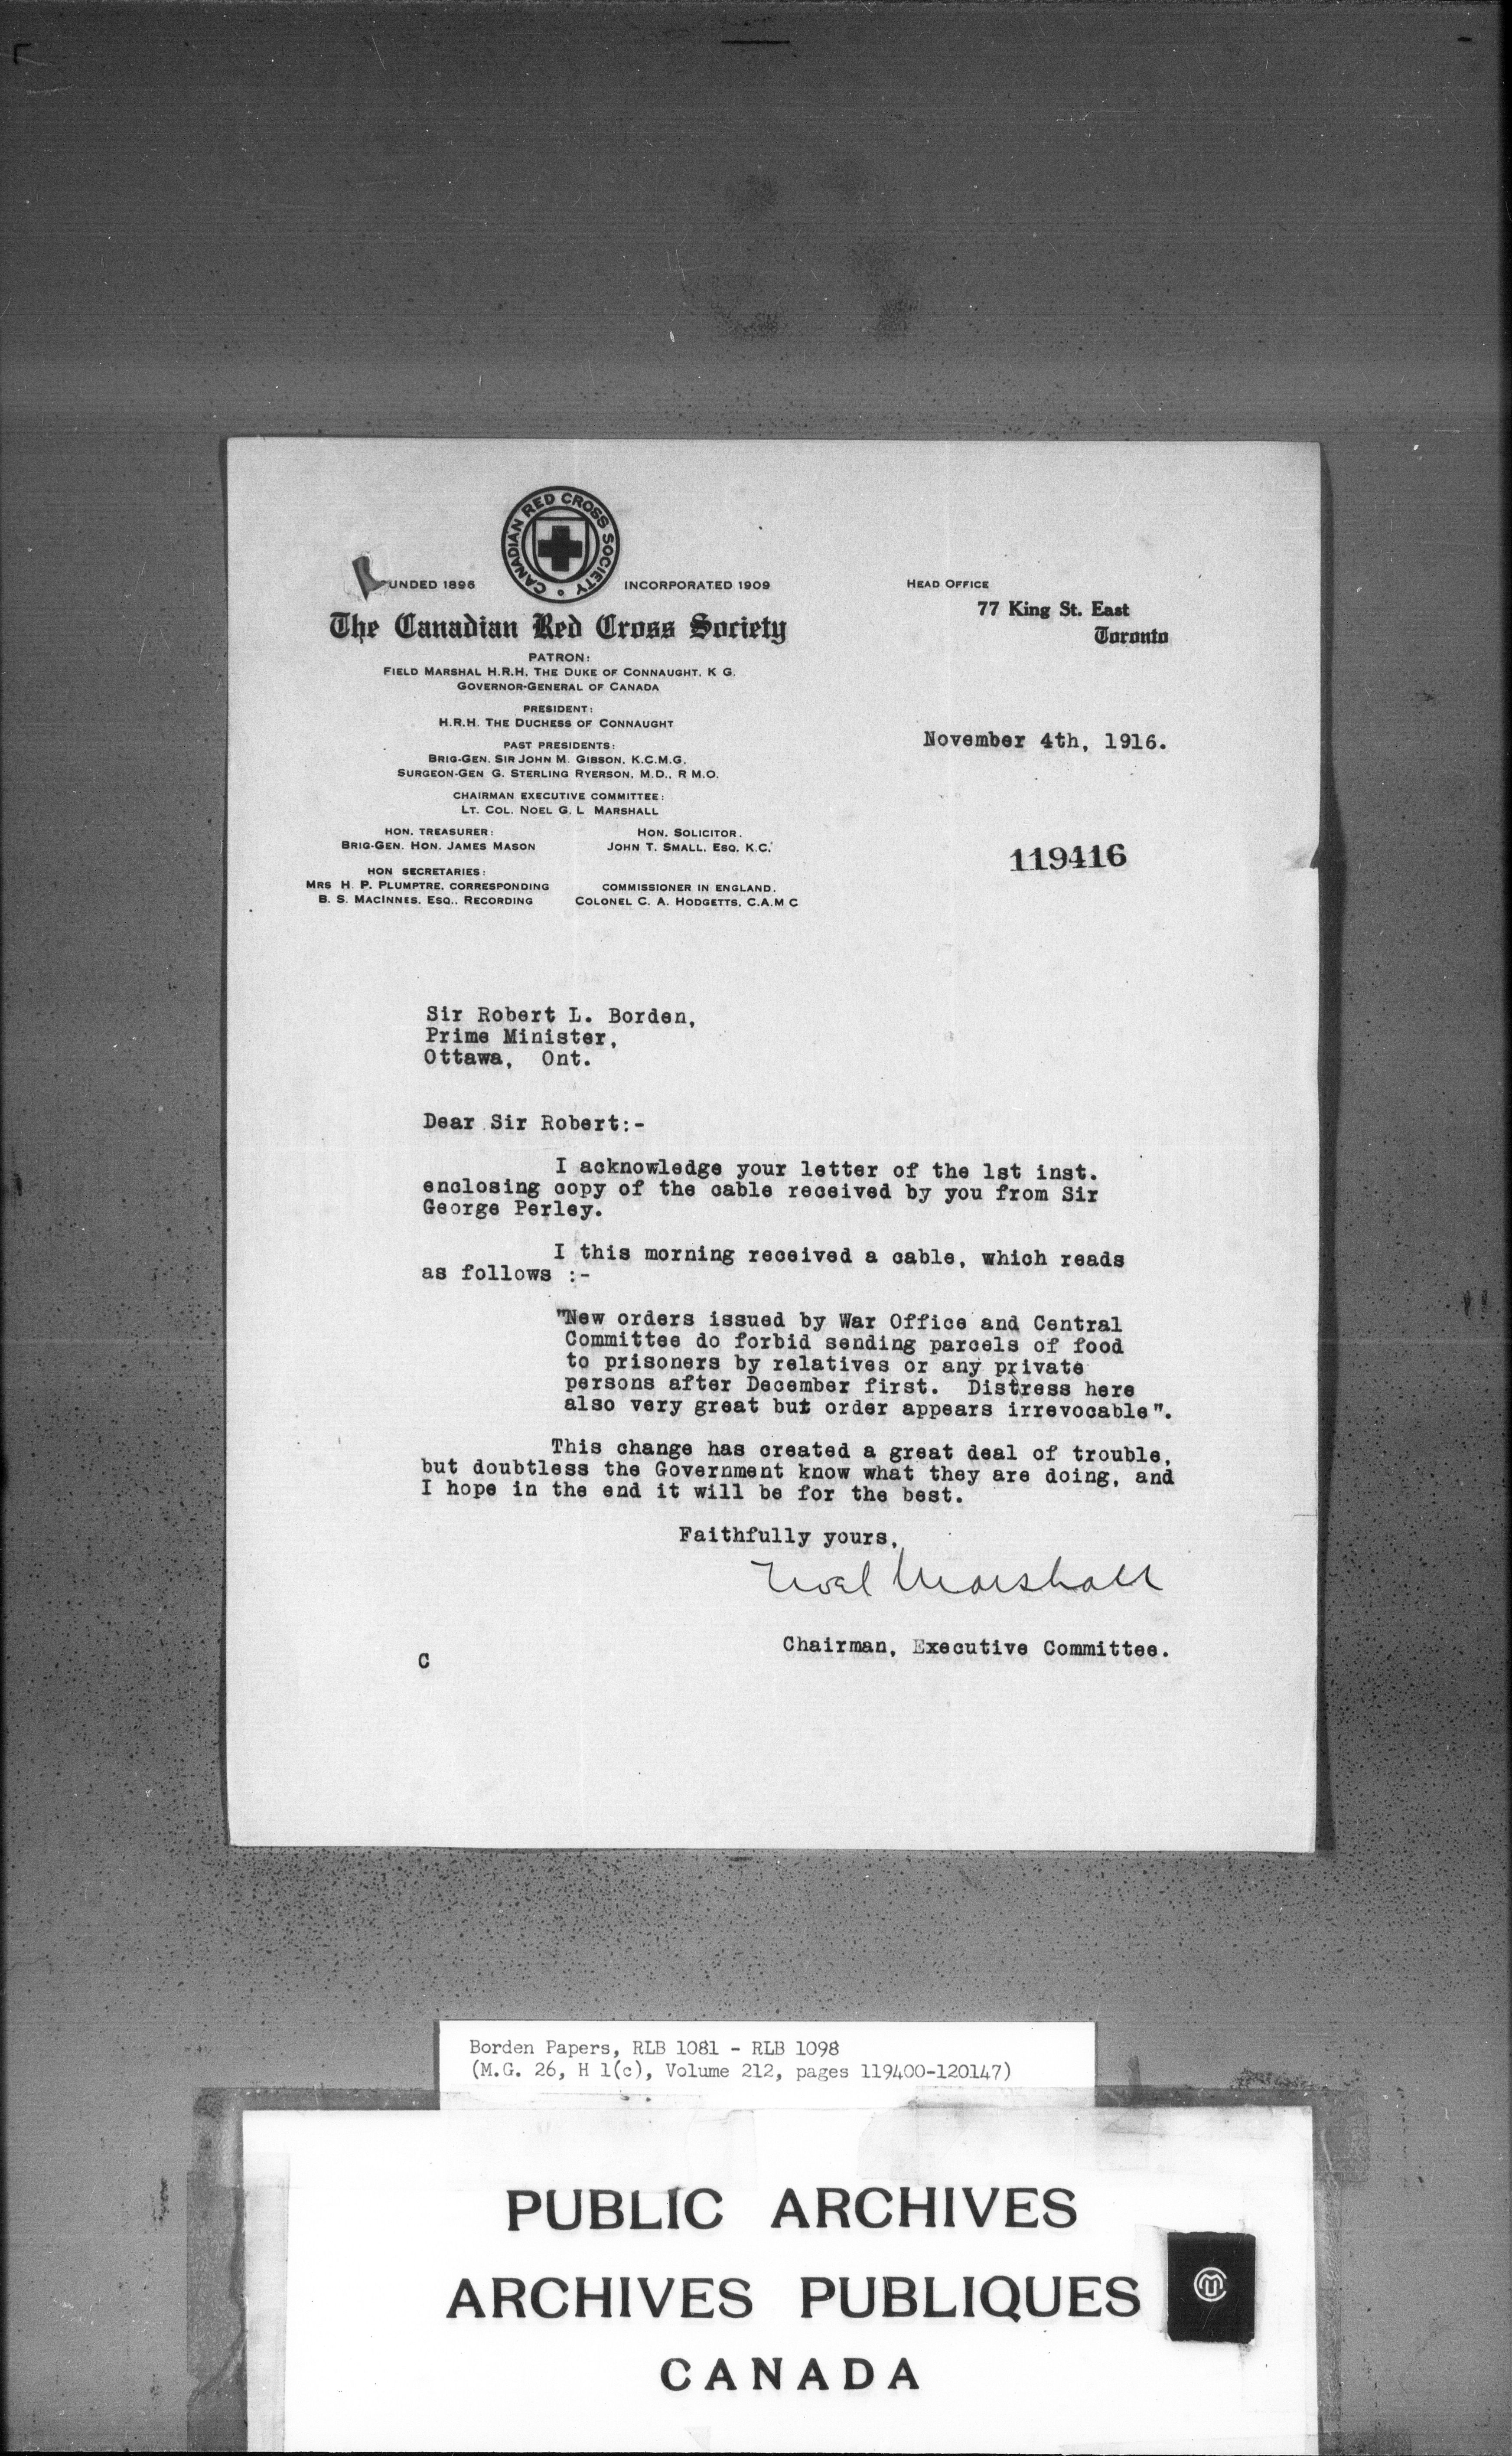 CANADIAN RED CROSS SOCIETY
UNDED 1896 INCORPORATED 1909
The Canadian Red Cross Society
PATRON:
FIELD MARSHAL H.R.H. THE DUKE OF CONNAUGHT. K G.
GOVERNOR-GENERAL OF CANADA
PRESIDENT:
H.R.H. THE DUCHESS OF CONNAUGHT
PAST PRESIDENTS:
BRIG-GEN. SIR JOHN M. GIBSON. K.C.M.G.
SURGEON-GEN G. STERLING RYERSON. M.D.. R M.O.
CHAIRMAN EXECUTIVE COMMITTEE:
LT. COL. NOEL G. L MARSHALL
HON. TREASURER: HON. SOLICITOR.
BRIG-GEN. HON. JAMES MASON JOHN T. SMALL. ESQ. K.C.
HON SECRETARIES:
MRS H. P. PLUMPTRE. CORRESPONDING COMMISSIONER IN ENGLAND.
B. S. MACINNES. ESQ.. RECORDING COLONEL C. A. HODGETTS. C.A.M C
HEAD OFFICE
77 King St. East
Toronto
November 4th, 1916.
119416
Sir Robert L. Borden,
Prime Minister,
Ottawa, Ont.
Dear Sir Robert:-
I acknowledge your letter of the 1st inst.
enclosing copy of the cable received by you from Sir
George Perley.
I this morning received a cable, which reads
as follows :-
"New orders issued by War Office and Central
Committee do forbid sending parcels of food
to prisoners by relatives or any private
persons after December first. Distress here
also very great but order appears irrevocable".
This change has created a great deal of trouble,
but doubtless the Government know what they are doing, and
I hope in the end it will be for the best.
Faithfully yours,
Noel Marshall
Chairman, Executive Committee.
C
Borden Papers, RLB 1081 - RLB 1098
(M.G. 26, H 1(c), Volume 212, pages 119400-120147)
PUBLIC ARCHIVES
ARCHIVES PUBLIQUES
CANADA